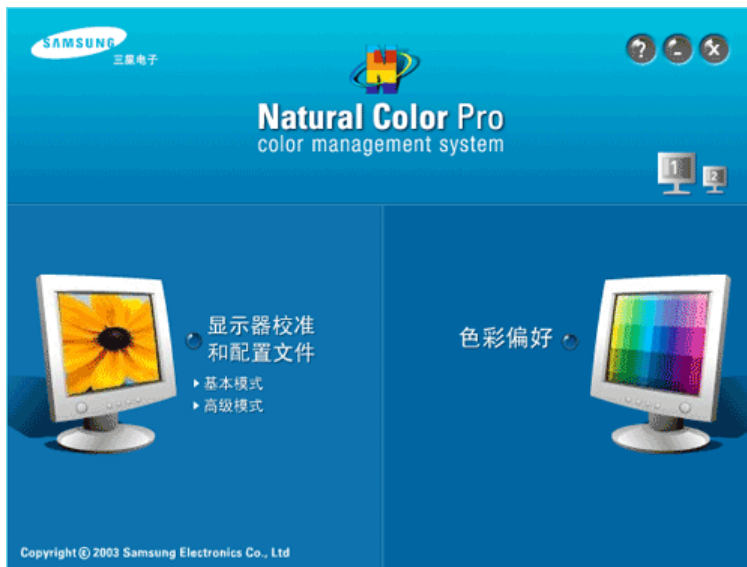 SAMSUNG
三星电子
Natural Color Pro
color management system
1
2
显示器校准
和配置文件
基本模式
高级模式
色彩偏好
Copyright © 2003 Samsung Electronics Co., Ltd